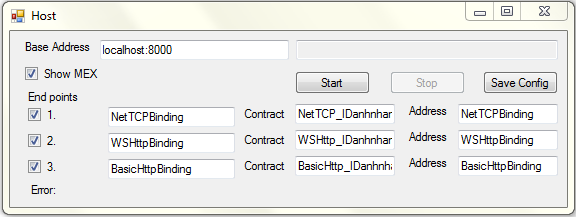 Host
Base Address localhost:8000
Show MEX
Start Stop Save Config
End points
1. NetTCPBinding Contract NetTCP_IDanhnhar Address NetTCPBinding
2. WSHttpBinding Contract WSHttp_IDanhnhar Address WSHttpBinding
3. BasicHttpBinding Contract BasicHttp_IDanhnha Address BasicHttpBinding
Error: